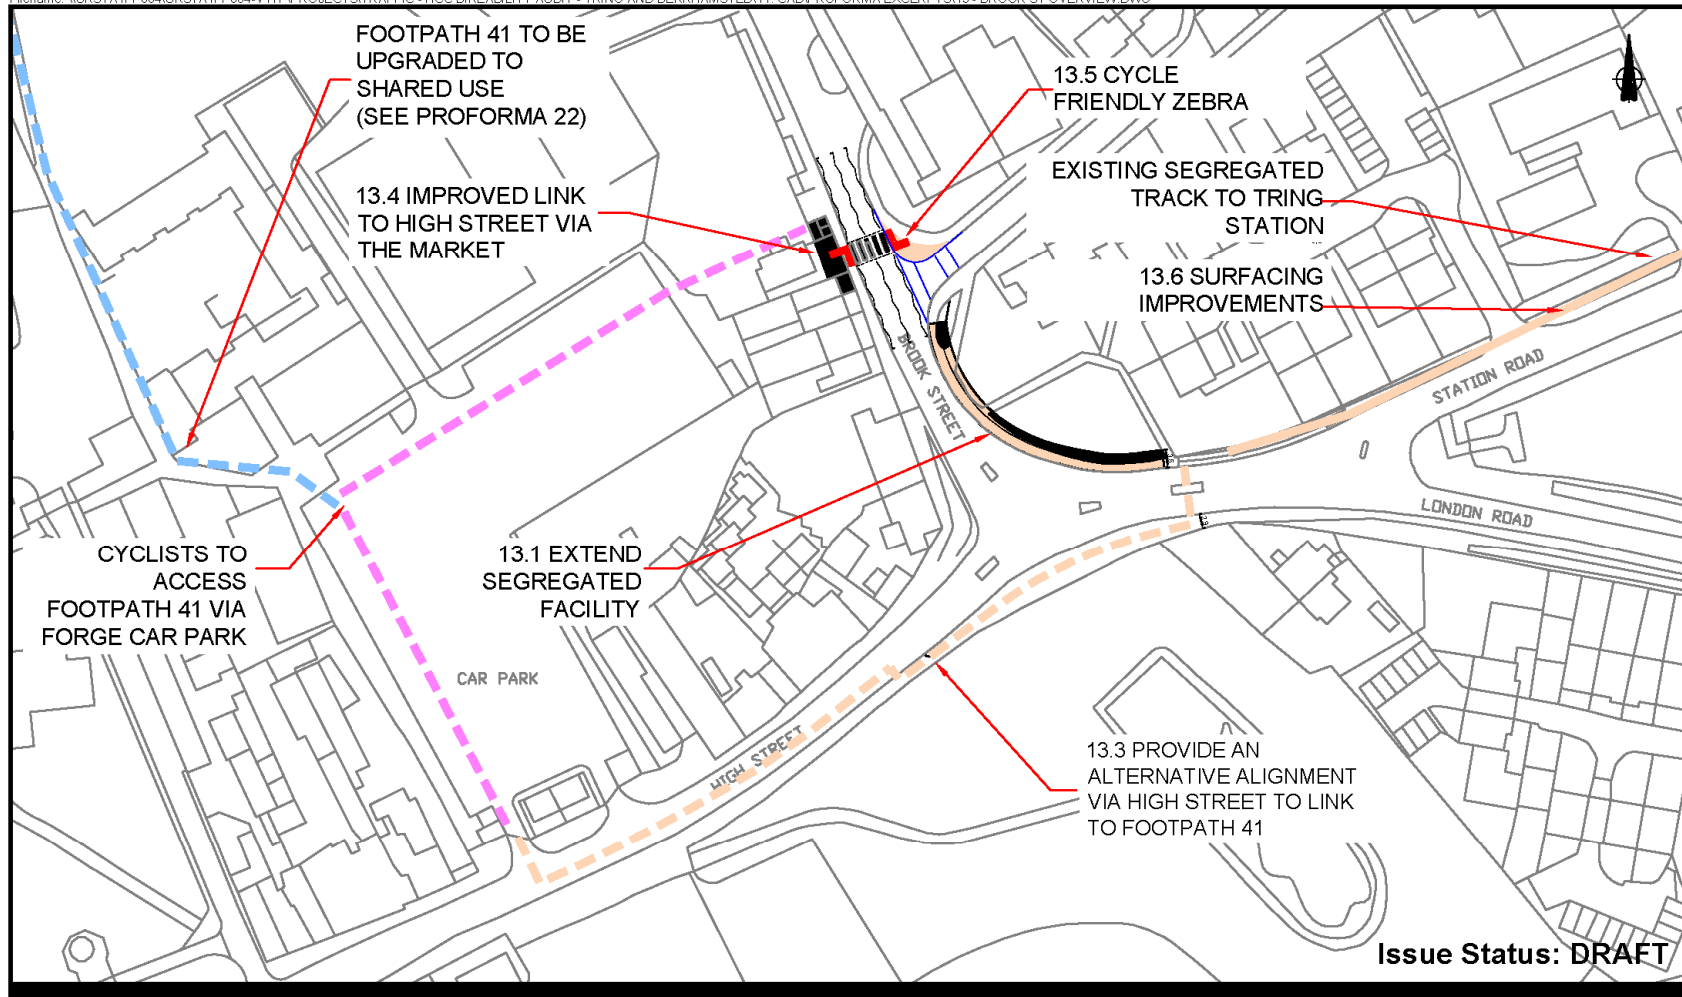 FOOTPATH 41 TO BE
UPGRADED TO
SHARED USE
(SEE PROFORMA 22)
13.4 IMPROVED LINK
TO HIGH STREET VIA
THE MARKET
13.5 CYCLE
FRIENDLY ZEBRA
EXISTING SEGREGATED
TRACK TO TRING
STATION
13.6 SURFACING
IMPROVEMENTS
BROOK STREET
STATION ROAD
LONDON ROAD
CYCLISTS TO
ACCESS
FOOTPATH 41 VIA
FORGE CAR PARK
13.1 EXTEND
SEGREGATED
FACILITY
CAR PARK
HIGH STREET
13.3 PROVIDE AN
ALTERNATIVE ALIGNMENT
VIA HIGH STREET TO LINK
TO FOOTPATH 41
Issue Status: DRAFT